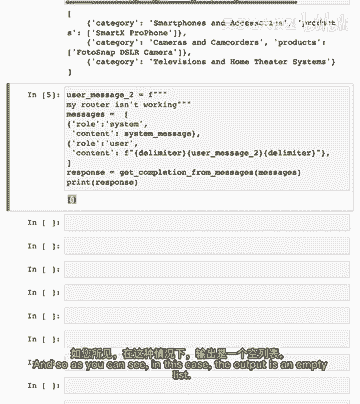 [
{'category': 'Smartphones and Accessories', 'product
s': ['SmartX ProPhone']},
{'category': 'Cameras and Camcorders', 'products':
['FotoSnap DSLR Camera']},
{'category': 'Televisions and Home Theater Systems'}
]
In [5]:
user_message_2 = f"""
my router isn't working"""
messages = [
{'role':'system',
'content': system_message},
{'role':'user',
'content': f"{delimiter}{user_message_2}{delimiter}"},
]
response = get_completion_from_messages(messages)
print(response)
[]
In [ ]:
In [ ]:
In [ ]:
In [ ]:
In [ ]:
In [ ]:
如您所见，在这种情况下，输出是一个空列表。
And so as you can see, in this case, the output is an empty
list.
In [ ]: